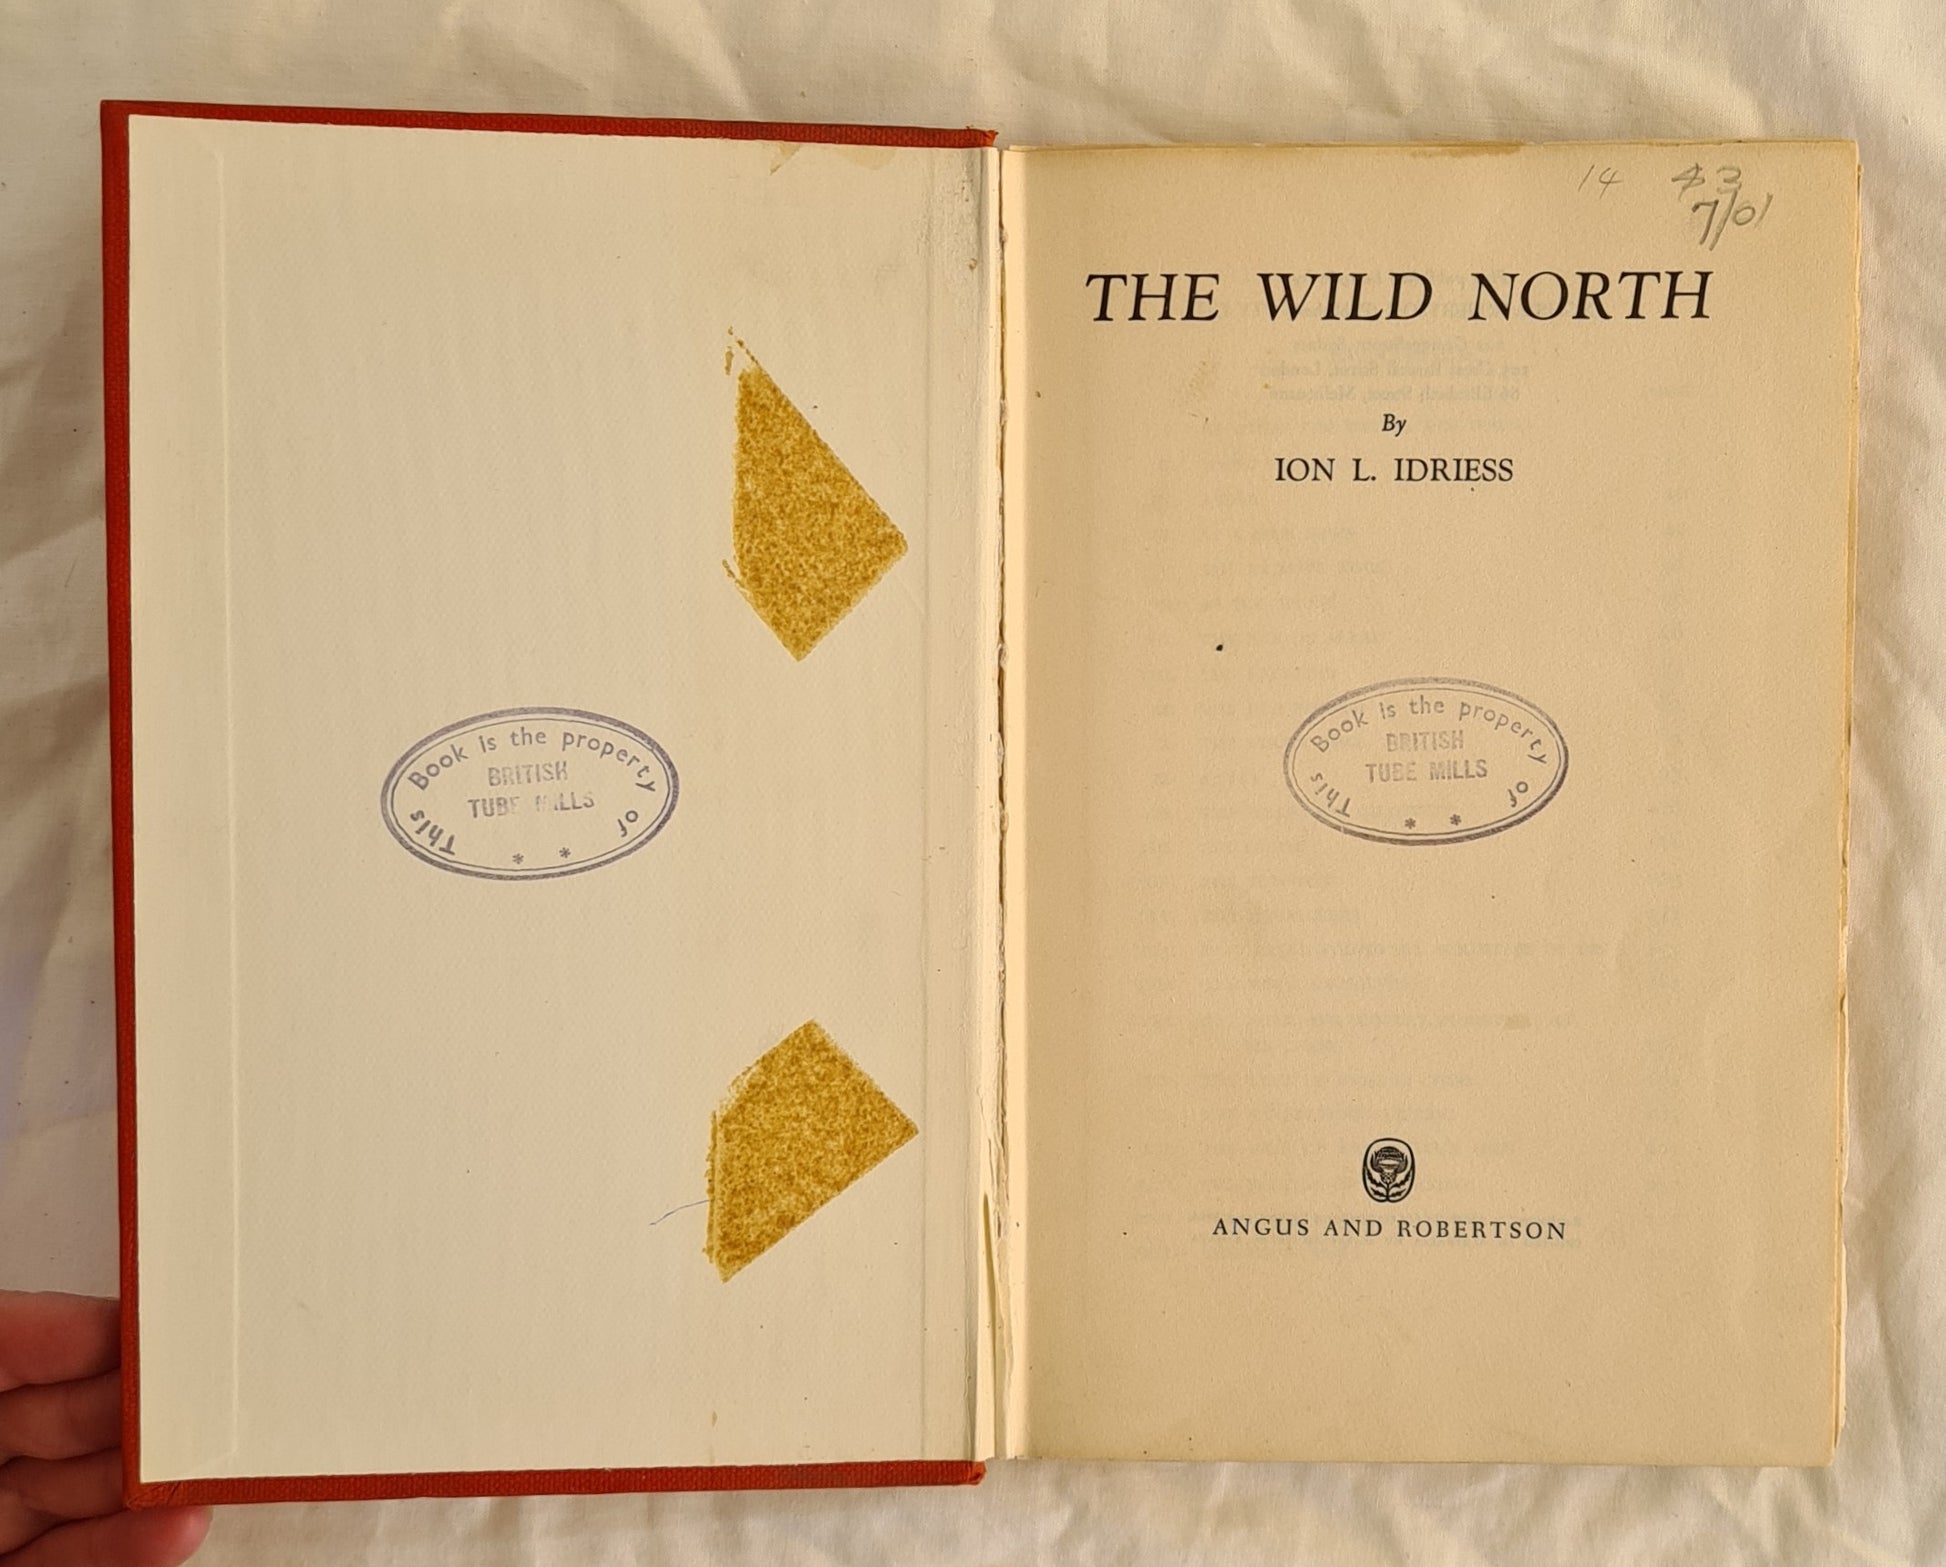 This Book is the property of
BRITISH
TUBE MILLS
* *
14 43
7/01
THE WILD NORTH
By
ION L. IDRIESS
This Book is the property of
BRITISH
TUBE MILLS
* *
ANGUS AND ROBERTSON